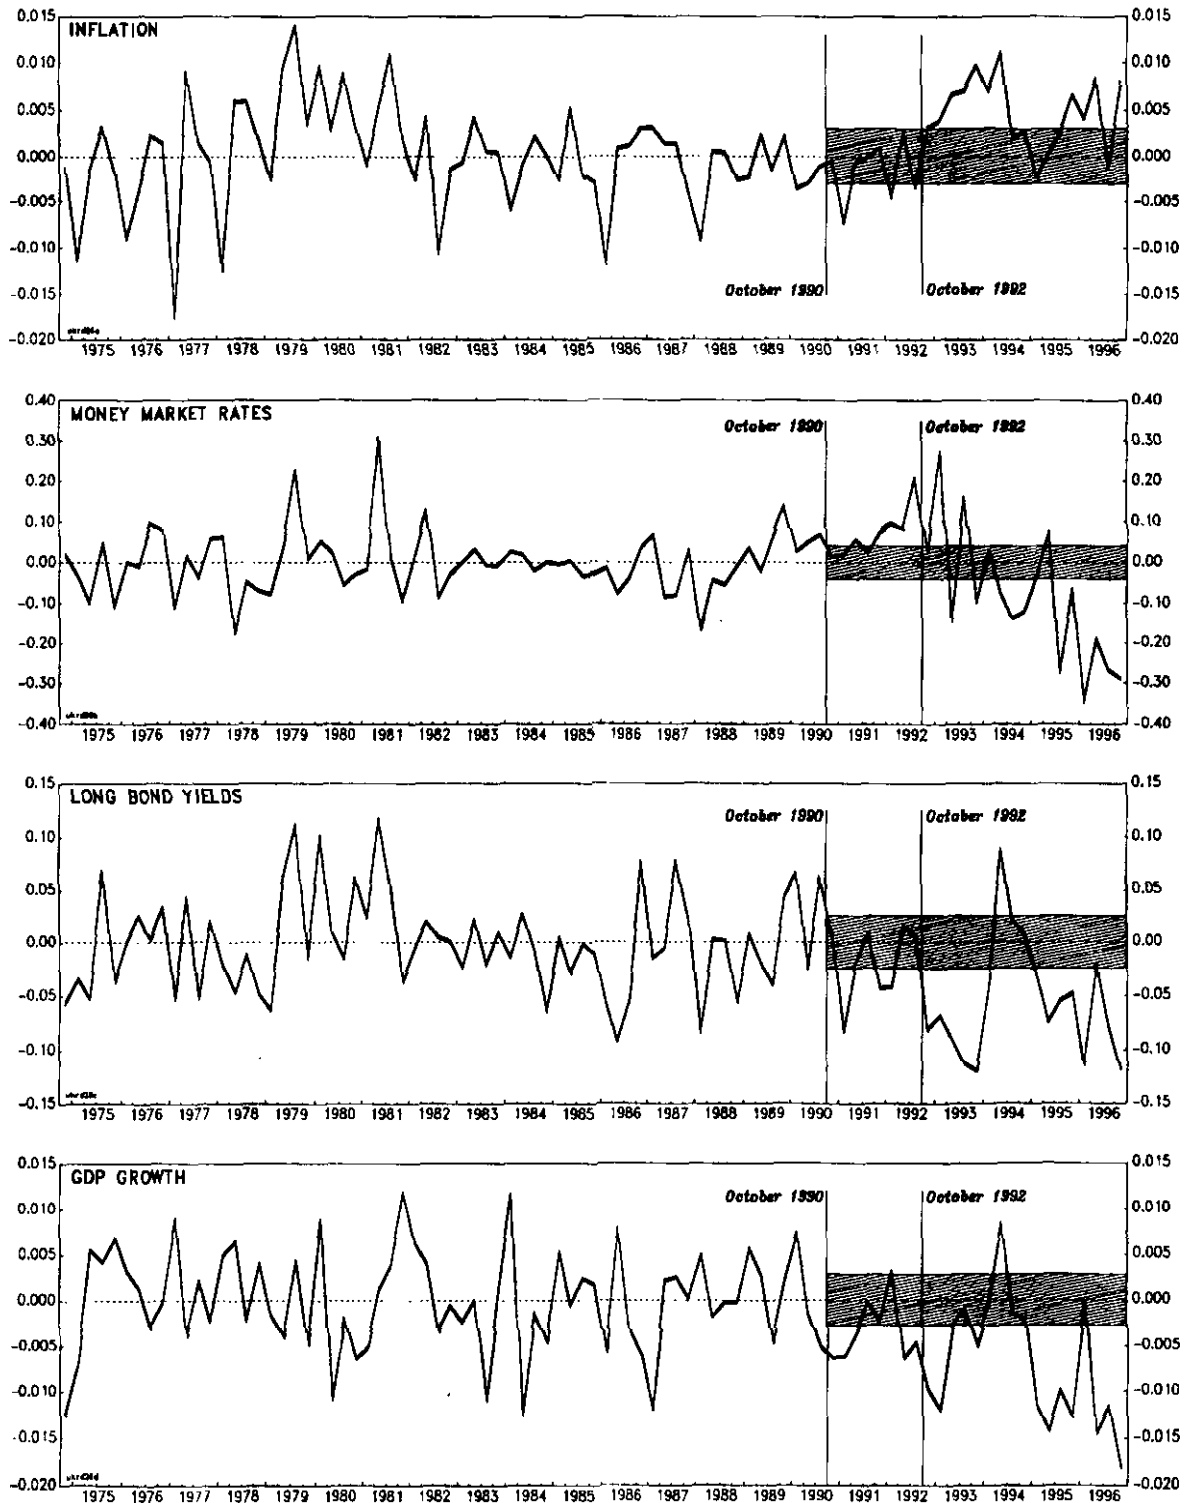 INFLATION
0.015 0.015
0.010 0.010
0.005 0.005
0.000 0.000
-0.005 -0.005
-0.010 -0.010
October 1990 October 1992
-0.015 -0.015
-0.020 -0.020
1975 1976 1977 1978 1979 1980 1981 1982 1983 1984 1985 1986 1987 1988 1989 1990 1991 1992 1993 1994 1995 1996
0.40 0.40
MONEY MARKET RATES
October 1990 October 1992
0.30 0.30
0.20 0.20
0.10 0.10
0.00 0.00
-0.10 -0.10
-0.20 -0.20
-0.30 -0.30
-0.40 -0.40
1975 1976 1977 1978 1979 1980 1981 1982 1983 1984 1985 1986 1987 1988 1989 1990 1991 1992 1993 1994 1995 1996
0.15 0.15
LONG BOND YIELDS
October 1990 October 1992
0.10 0.10
0.05 0.05
0.00 0.00
-0.05 -0.05
-0.10 -0.10
-0.15 -0.15
1975 1976 1977 1978 1979 1980 1981 1982 1983 1984 1985 1986 1987 1988 1989 1990 1991 1992 1993 1994 1995 1996
0.015 0.015
GDP GROWTH
October 1990 October 1992
0.010 0.010
0.005 0.005
0.000 0.000
-0.005 -0.005
-0.010 -0.010
-0.015 -0.015
-0.020 -0.020
1975 1976 1977 1978 1979 1980 1981 1982 1983 1984 1985 1986 1987 1988 1989 1990 1991 1992 1993 1994 1995 1996